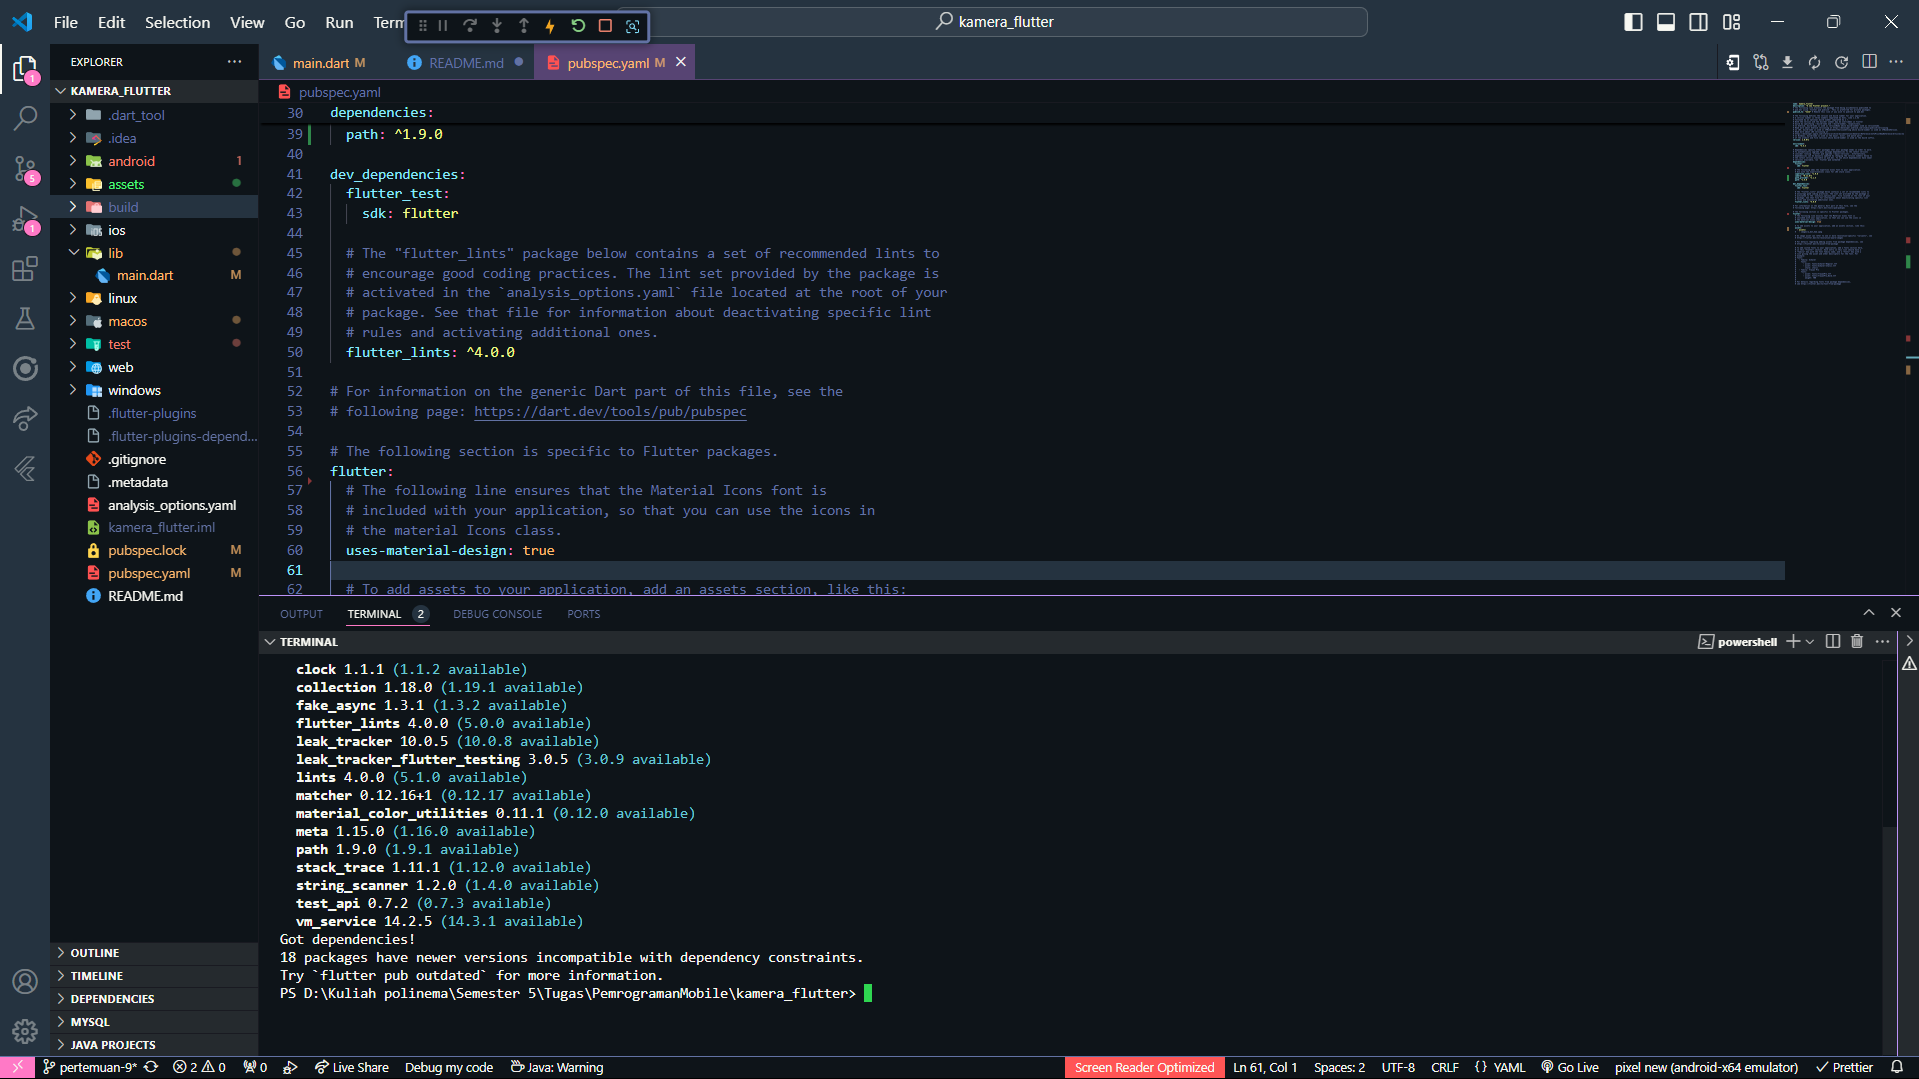 File Edit Selection View Go Run Term
kamera_flutter
EXPLORER
KAMERA_FLUTTER
.dart_tool
.idea
android 1
assets
build
ios
lib
main.dart M
linux
macos
test
web
windows
.flutter-plugins
.flutter-plugins-depend...
.gitignore
.metadata
analysis_options.yaml
kamera_flutter.iml
pubspec.lock M
pubspec.yaml M
README.md
OUTLINE
TIMELINE
DEPENDENCIES
MYSQL
JAVA PROJECTS
1
5
1
main.dart M README.md pubspec.yaml M
pubspec.yaml
30 dependencies:
39 path: ^1.9.0
40
41 dev_dependencies:
42 flutter_test:
43 sdk: flutter
44
45 # The "flutter_lints" package below contains a set of recommended lints to
46 # encourage good coding practices. The lint set provided by the package is
47 # activated in the `analysis_options.yaml` file located at the root of your
48 # package. See that file for information about deactivating specific lint
49 # rules and activating additional ones.
50 flutter_lints: ^4.0.0
51
52 # For information on the generic Dart part of this file, see the
53 # following page: https://dart.dev/tools/pub/pubspec
54
55 # The following section is specific to Flutter packages.
56 flutter:
57 # The following line ensures that the Material Icons font is
58 # included with your application, so that you can use the icons in
59 # the material Icons class.
60 uses-material-design: true
61
62 # To add assets to your application, add an assets section, like this:
OUTPUT TERMINAL 2 DEBUG CONSOLE PORTS
TERMINAL
powershell
clock 1.1.1 (1.1.2 available)
collection 1.18.0 (1.19.1 available)
fake_async 1.3.1 (1.3.2 available)
flutter_lints 4.0.0 (5.0.0 available)
leak_tracker 10.0.5 (10.0.8 available)
leak_tracker_flutter_testing 3.0.5 (3.0.9 available)
lints 4.0.0 (5.1.0 available)
matcher 0.12.16+1 (0.12.17 available)
material_color_utilities 0.11.1 (0.12.0 available)
meta 1.15.0 (1.16.0 available)
path 1.9.0 (1.9.1 available)
stack_trace 1.11.1 (1.12.0 available)
string_scanner 1.2.0 (1.4.0 available)
test_api 0.7.2 (0.7.3 available)
vm_service 14.2.5 (14.3.1 available)
Got dependencies!
18 packages have newer versions incompatible with dependency constraints.
Try `flutter pub outdated` for more information.
PS D:\Kuliah polinema\Semester 5\Tugas\PemrogramanMobile\kamera_flutter>
pertemuan-9* 2 0 0 Live Share Debug my code Java: Warning Screen Reader Optimized Ln 61, Col 1 Spaces: 2 UTF-8 CRLF {} YAML Go Live pixel new (android-x64 emulator) Prettier